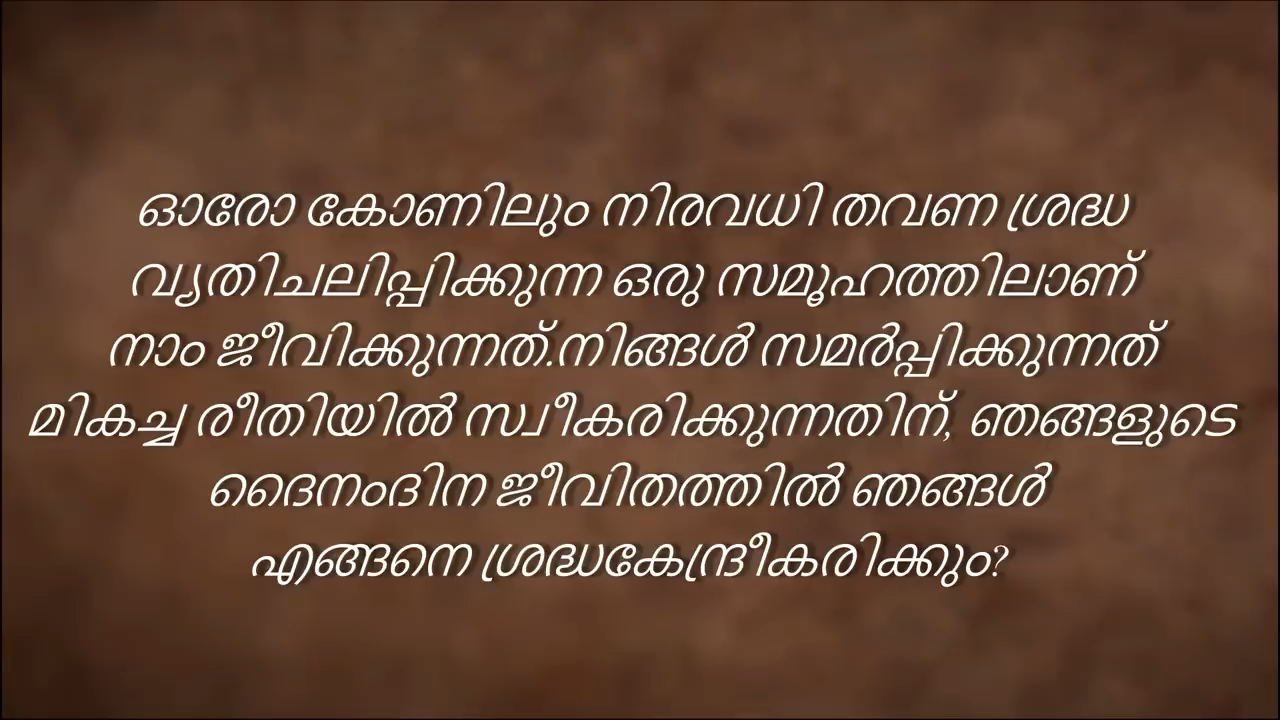 ഓരോ കോണിലും നിരവധി തവണ ശ്രദ്ധ
വ്യതിചലിപ്പിക്കുന്ന ഒരു സമൂഹത്തിലാണ്
നാം ജീവിക്കുന്നത്.നിങ്ങൾ സമർപ്പിക്കുന്നത്
മികച്ച രീതിയിൽ സ്വീകരിക്കുന്നതിന്, ഞങ്ങളുടെ
ദൈനംദിന ജീവിതത്തിൽ ഞങ്ങൾ
എങ്ങനെ ശ്രദ്ധകേന്ദ്രീകരിക്കും?